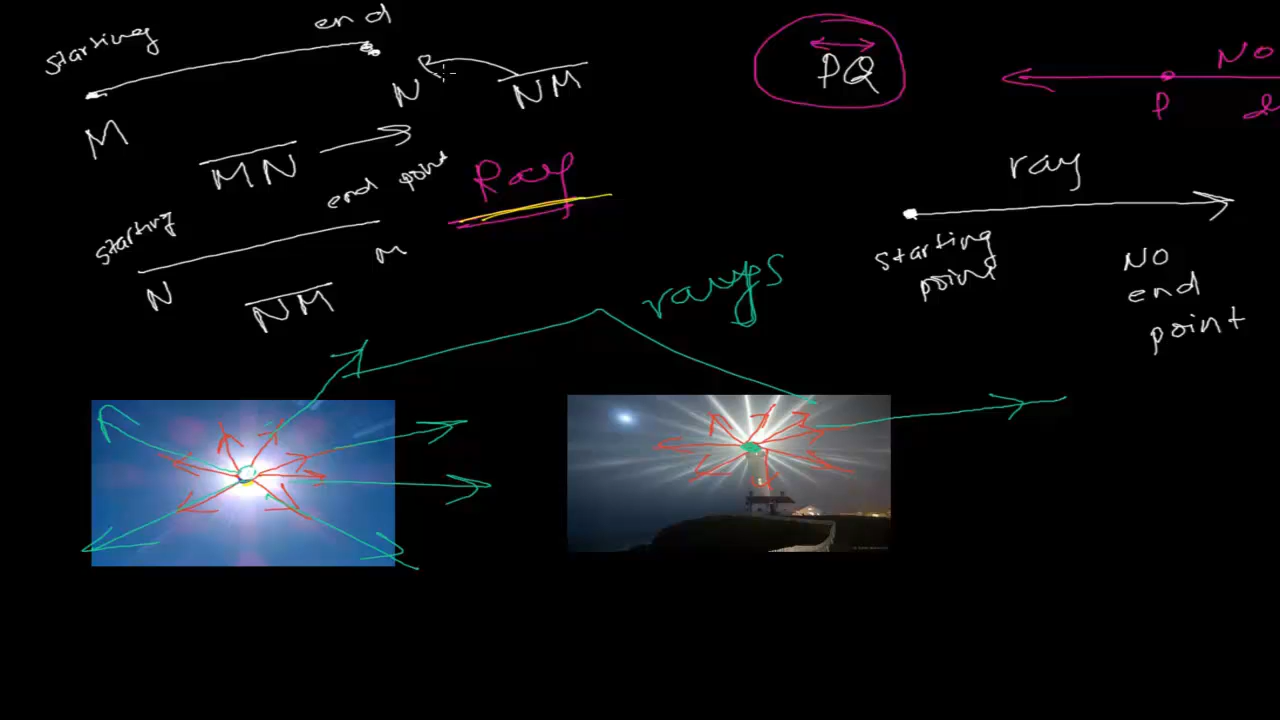 starting end
M N
MN NM
Ray
starting end point
N M
NM
PQ
NO
P
ray
starting point
NO
end
point
rays